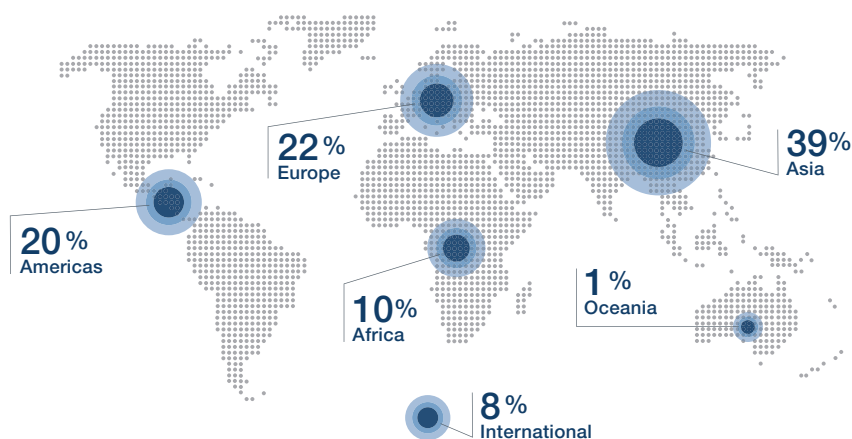 22 %
Europe
39%
Asia
20 %
Americas
10%
Africa
1 %
Oceania
8 %
International